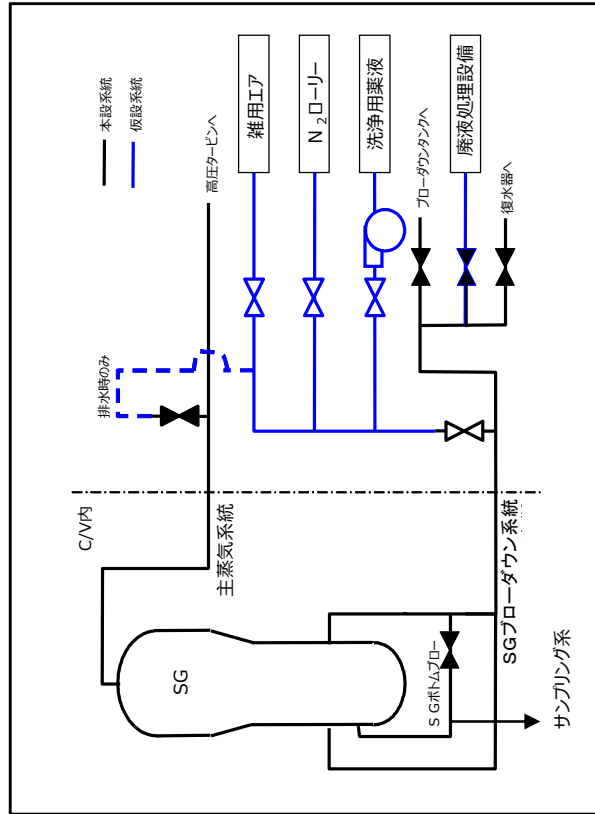 本設系統
仮設系統
高圧タービンへ
雑用エア
N₂ローリー
洗浄用薬液
ブローダウンタンクへ
廃液処理設備
復水器へ
排水時のみ
C/V内
主蒸気系統
SG
SGブローダウン系統
SGボトムブロー
サンプリング系